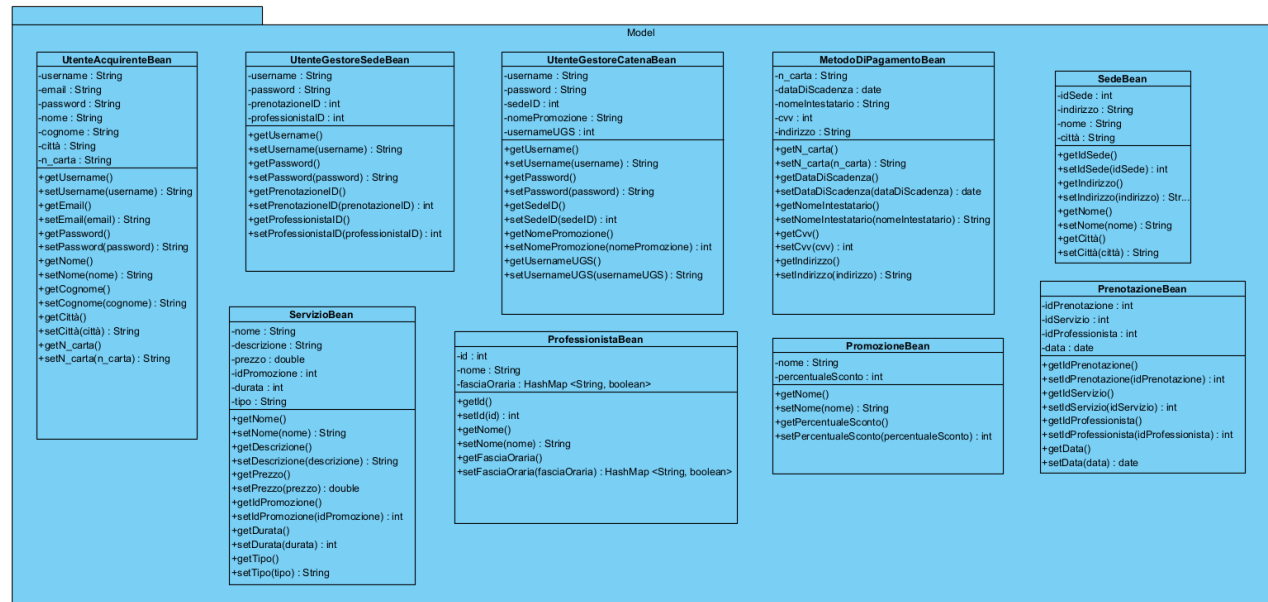 Model
UtenteAcquirenteBean
-username : String
-email : String
-password : String
-nome : String
-cognome : String
-città : String
-n_carta : String
+getUsername()
+setUsername(username) : String
+getEmail()
+setEmail(email) : String
+getPassword()
+setPassword(password) : String
+getNome()
+setNome(nome) : String
+getCognome()
+setCognome(cognome) : String
+getCittà()
+setCittà(città) : String
+getN_carta()
+setN_carta(n_carta) : String
UtenteGestoreSedeBean
-username : String
-password : String
-prenotazioneID : int
-professionistaID : int
+getUsername()
+setUsername(username) : String
+getPassword()
+setPassword(password) : String
+getPrenotazioneID()
+setPrenotazioneID(prenotazioneID) : int
+getProfessionistaID()
+setProfessionistaID(professionistaID) : int
UtenteGestoreCatenaBean
-username : String
-password : String
-sedeID : int
-nomePromozione : String
-usernameUGS : int
+getUsername()
+setUsername(username) : String
+getPassword()
+setPassword(password) : String
+getSedeID()
+setSedeID(sedeID) : int
+getNomePromozione()
+setNomePromozione(nomePromozione) : int
+getUsernameUGS()
+setUsernameUGS(usernameUGS) : String
MetodoDiPagamentoBean
-n_carta : String
-dataDiScadenza : date
-nomeIntestatario : String
-cvv : int
-indirizzo : String
+getN_carta()
+setN_carta(n_carta) : String
+getDataDiScadenza()
+setDataDiScadenza(dataDiScadenza) : date
+getNomeIntestatario()
+setNomeIntestatario(nomeIntestatario) : String
+getCvv()
+setCvv(cvv) : int
+getIndirizzo()
+setIndirizzo(indirizzo) : String
SedeBean
-idSede : int
-indirizzo : String
-nome : String
-città : String
+getIdSede()
+setIdSede(idSede) : int
+getIndirizzo()
+setIndirizzo(indirizzo) : Str...
+getNome()
+setNome(nome) : String
+getCittà()
+setCittà(città) : String
ServizioBean
-nome : String
-descrizione : String
-prezzo : double
-idPromozione : int
-durata : int
-tipo : String
+getNome()
+setNome(nome) : String
+getDescrizione()
+setDescrizione(descrizione) : String
+getPrezzo()
+setPrezzo(prezzo) : double
+getIdPromozione()
+setIdPromozione(idPromozione) : int
+getDurata()
+setDurata(durata) : int
+getTipo()
+setTipo(tipo) : String
ProfessionistaBean
-id : int
-nome : String
-fasciaOraria : HashMap <String, boolean>
+getId()
+setId(id) : int
+getNome()
+setNome(nome) : String
+getFasciaOraria()
+setFasciaOraria(fasciaOraria) : HashMap <String, boolean>
PromozioneBean
-nome : String
-percentualeSconto : int
+getNome()
+setNome(nome) : String
+getPercentualeSconto()
+setPercentualeSconto(percentualeSconto) : int
PrenotazioneBean
-idPrenotazione : int
-idServizio : int
-idProfessionista : int
-data : date
+getIdPrenotazione()
+setIdPrenotazione(idPrenotazione) : int
+getIdServizio()
+setIdServizio(idServizio) : int
+getIdProfessionista()
+setIdProfessionista(idProfessionista) : int
+getData()
+setData(data) : date